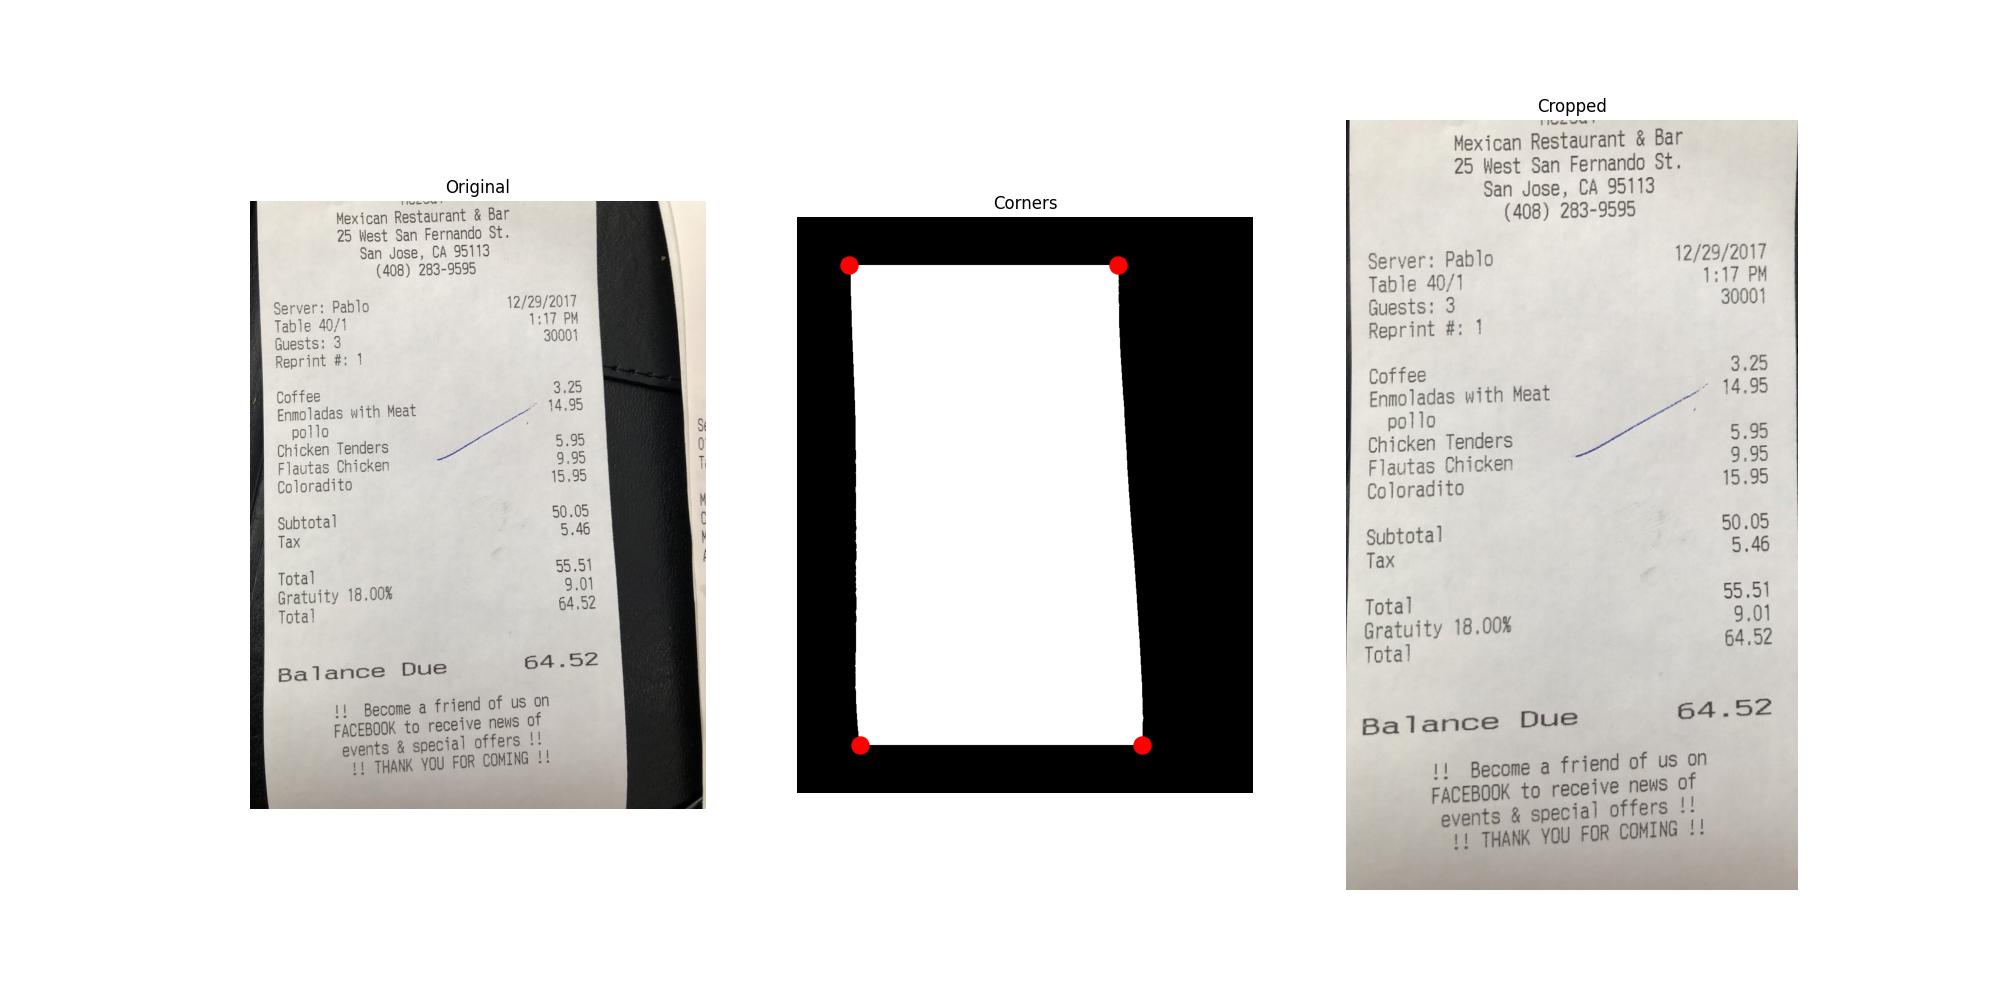 Original
Mexican Restaurant & Bar
25 West San Fernando St.
San Jose, CA 95113
(408) 283-9595
Server: Pablo 12/29/2017
Table 40/1 1:17 PM
Guests: 3 30001
Reprint #: 1
Coffee 3.25
Enmoladas with Meat 14.95
pollo
Chicken Tenders 5.95
Flautas Chicken 9.95
Coloradito 15.95
Subtotal 50.05
Tax 5.46
Total 55.51
Gratuity 18.00% 9.01
Total 64.52
Balance Due 64.52
!! Become a friend of us on
FACEBOOK to receive news of
events & special offers !!
!! THANK YOU FOR COMING !!
Corners
Cropped
Mexican Restaurant & Bar
25 West San Fernando St.
San Jose, CA 95113
(408) 283-9595
Server: Pablo 12/29/2017
Table 40/1 1:17 PM
Guests: 3 30001
Reprint #: 1
Coffee 3.25
Enmoladas with Meat 14.95
pollo
Chicken Tenders 5.95
Flautas Chicken 9.95
Coloradito 15.95
Subtotal 50.05
Tax 5.46
Total 55.51
Gratuity 18.00% 9.01
Total 64.52
Balance Due 64.52
!! Become a friend of us on
FACEBOOK to receive news of
events & special offers !!
!! THANK YOU FOR COMING !!